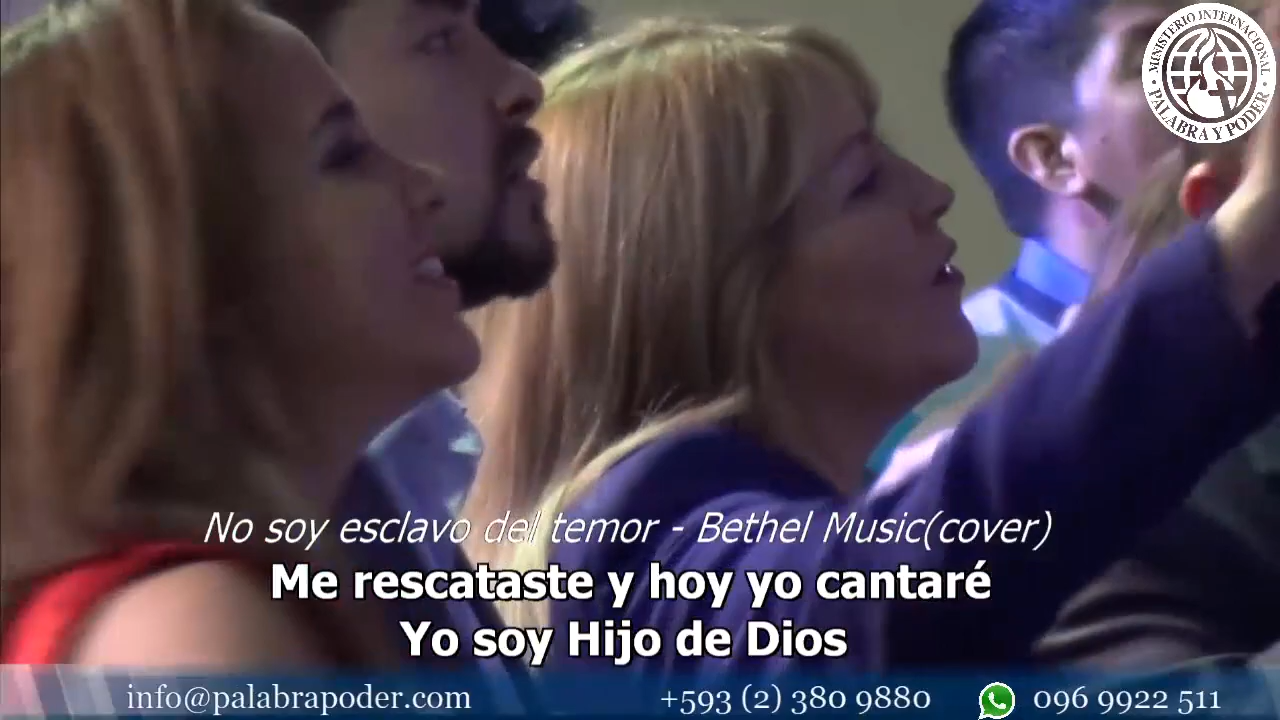 MINISTERIO INTERNACIONAL
PALABRA Y PODER
No soy esclavo del temor - Bethel Music(cover)
Me rescataste y hoy yo cantaré
Yo soy Hijo de Dios
info@palabrapoder.com +593 (2) 380 9880 096 9922 511